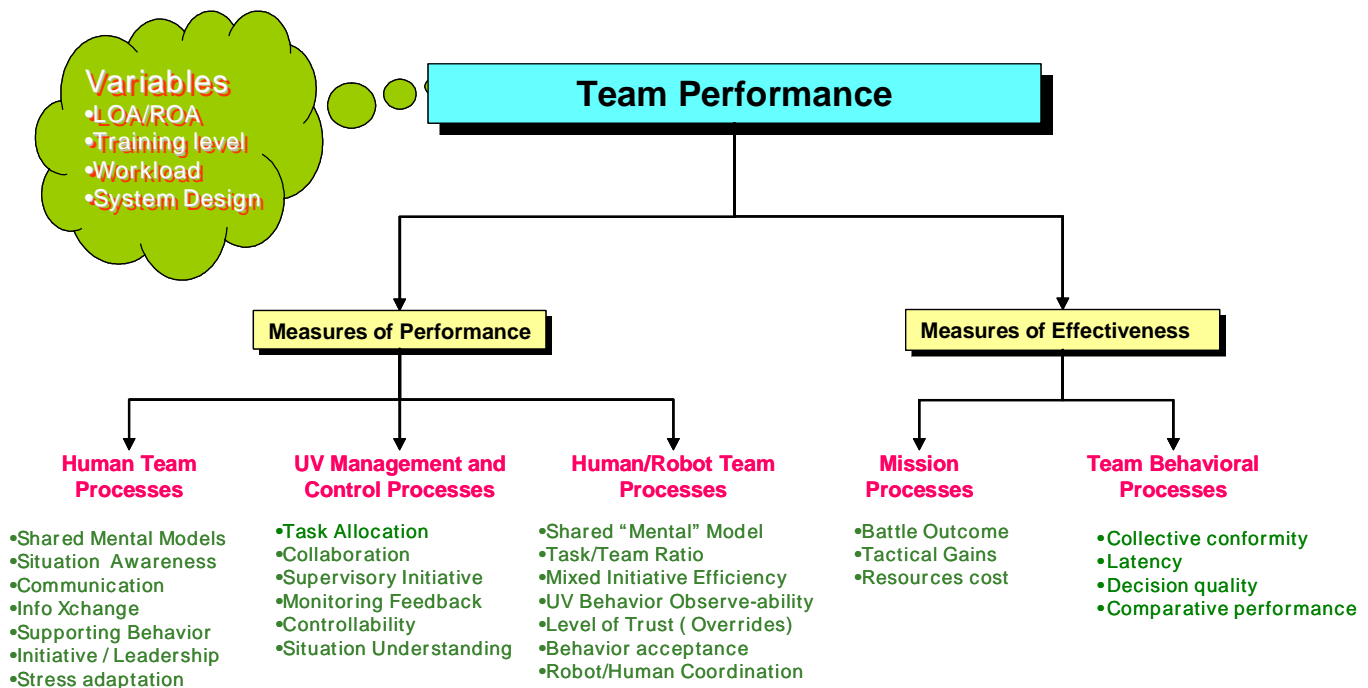 Variables
•LOA/ROA
•Training level
•Workload
•System Design
Team Performance
Measures of Performance
Measures of Effectiveness
Human Team
Processes
•Shared Mental Models
•Situation Awareness
•Communication
•Info Xchange
•Supporting Behavior
•Initiative / Leadership
•Stress adaptation
UV Management and
Control Processes
•Task Allocation
•Collaboration
•Supervisory Initiative
•Monitoring Feedback
•Controllability
•Situation Understanding
Human/Robot Team
Processes
•Shared “Mental” Model
•Task/Team Ratio
•Mixed Initiative Efficiency
•UV Behavior Observe-ability
•Level of Trust ( Overrides)
•Behavior acceptance
•Robot/Human Coordination
Mission
Processes
•Battle Outcome
•Tactical Gains
•Resources cost
Team Behavioral
Processes
•Collective conformity
•Latency
•Decision quality
•Comparative performance